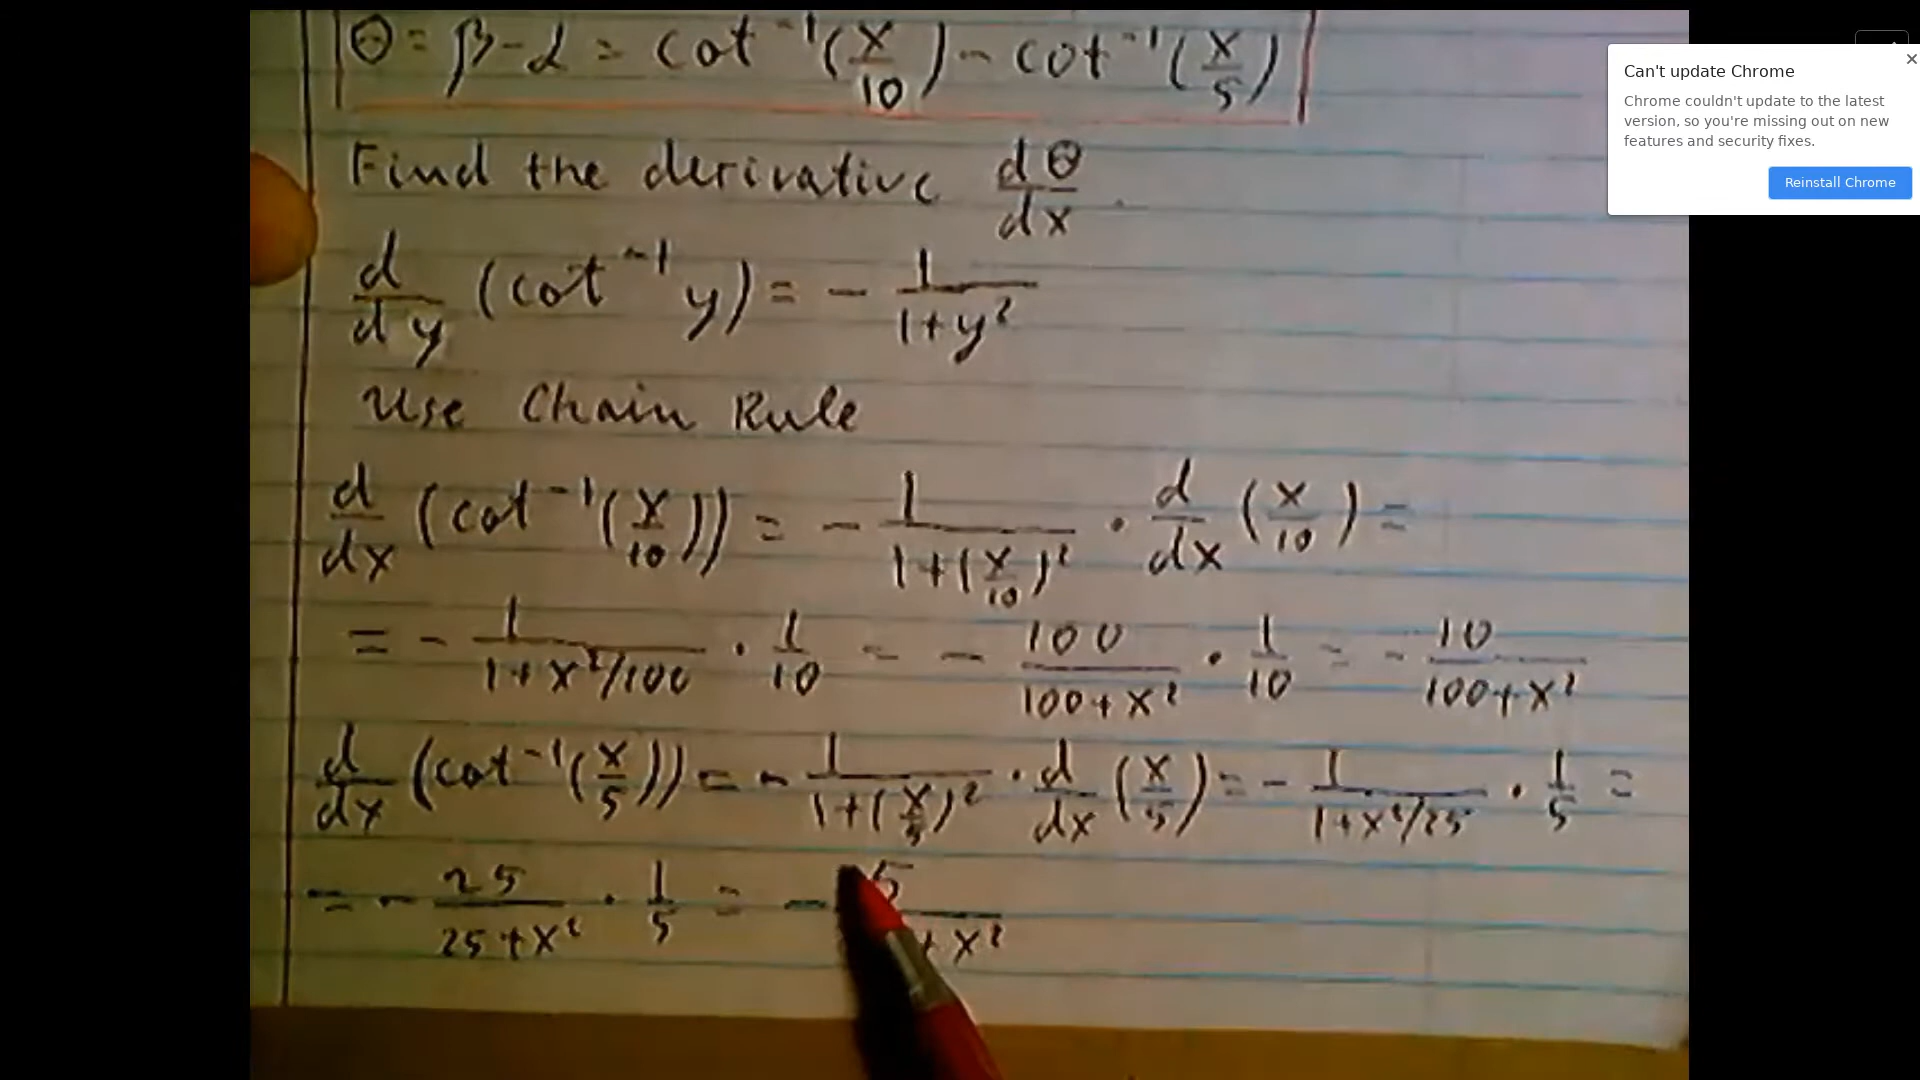 Θ = β - α = cot⁻¹(x/10) - cot⁻¹(x/5)
Find the derivative dΘ/dx
d/dy (cot⁻¹ y) = - 1/(1+y²)
Use Chain Rule
d/dx (cot⁻¹(x/10)) = - 1/(1+(x/10)²) · d/dx (x/10) =
= - 1/(1+x²/100) · 1/10 = - 100/(100+x²) · 1/10 = - 10/(100+x²)
d/dx (cot⁻¹(x/5)) = - 1/(1+(x/5)²) · d/dx (x/5) = - 1/(1+x²/25) · 1/5 =
= - 25/(25+x²) · 1/5 = - 5/(+x²)
Can't update Chrome
Chrome couldn't update to the latest
version, so you're missing out on new
features and security fixes.
Reinstall Chrome